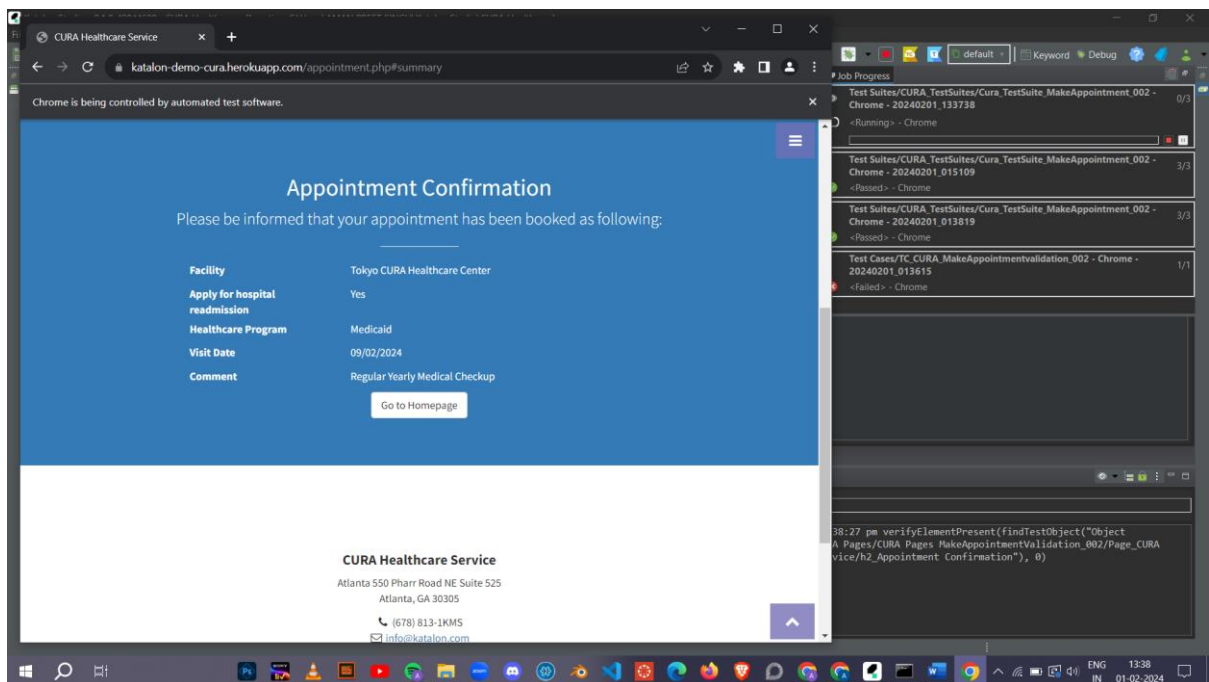 CURA Healthcare Service
katalon-demo-cura.herokuapp.com/appointment.php#summary
Chrome is being controlled by automated test software.
Appointment Confirmation
Please be informed that your appointment has been booked as following:
Facility Tokyo CURA Healthcare Center
Apply for hospital readmission Yes
Healthcare Program Medicaid
Visit Date 09/02/2024
Comment Regular Yearly Medical Checkup
Go to Homepage
CURA Healthcare Service
Atlanta 550 Pharr Road NE Suite 525
Atlanta, GA 30305
(678) 813-1KMS
info@katalon.com
default
Keyword
Debug
Job Progress
Test Suites/CURA_TestSuites/Cura_TestSuite_MakeAppointment_002 - 0/3
Chrome - 20240201_133738
<Running> - Chrome
Test Suites/CURA_TestSuites/Cura_TestSuite_MakeAppointment_002 - 3/3
Chrome - 20240201_015109
<Passed> - Chrome
Test Suites/CURA_TestSuites/Cura_TestSuite_MakeAppointment_002 - 3/3
Chrome - 20240201_013819
<Passed> - Chrome
Test Cases/TC_CURA_MakeAppointmentvalidation_002 - Chrome - 1/1
20240201_013615
<Failed> - Chrome
38:27 pm verifyElementPresent(findTestObject("Object
A Pages/CURA Pages MakeAppointmentValidation_002/Page_CURA
vice/h2_Appointment Confirmation"), 0)
Ps
ENG 13:38
IN 01-02-2024